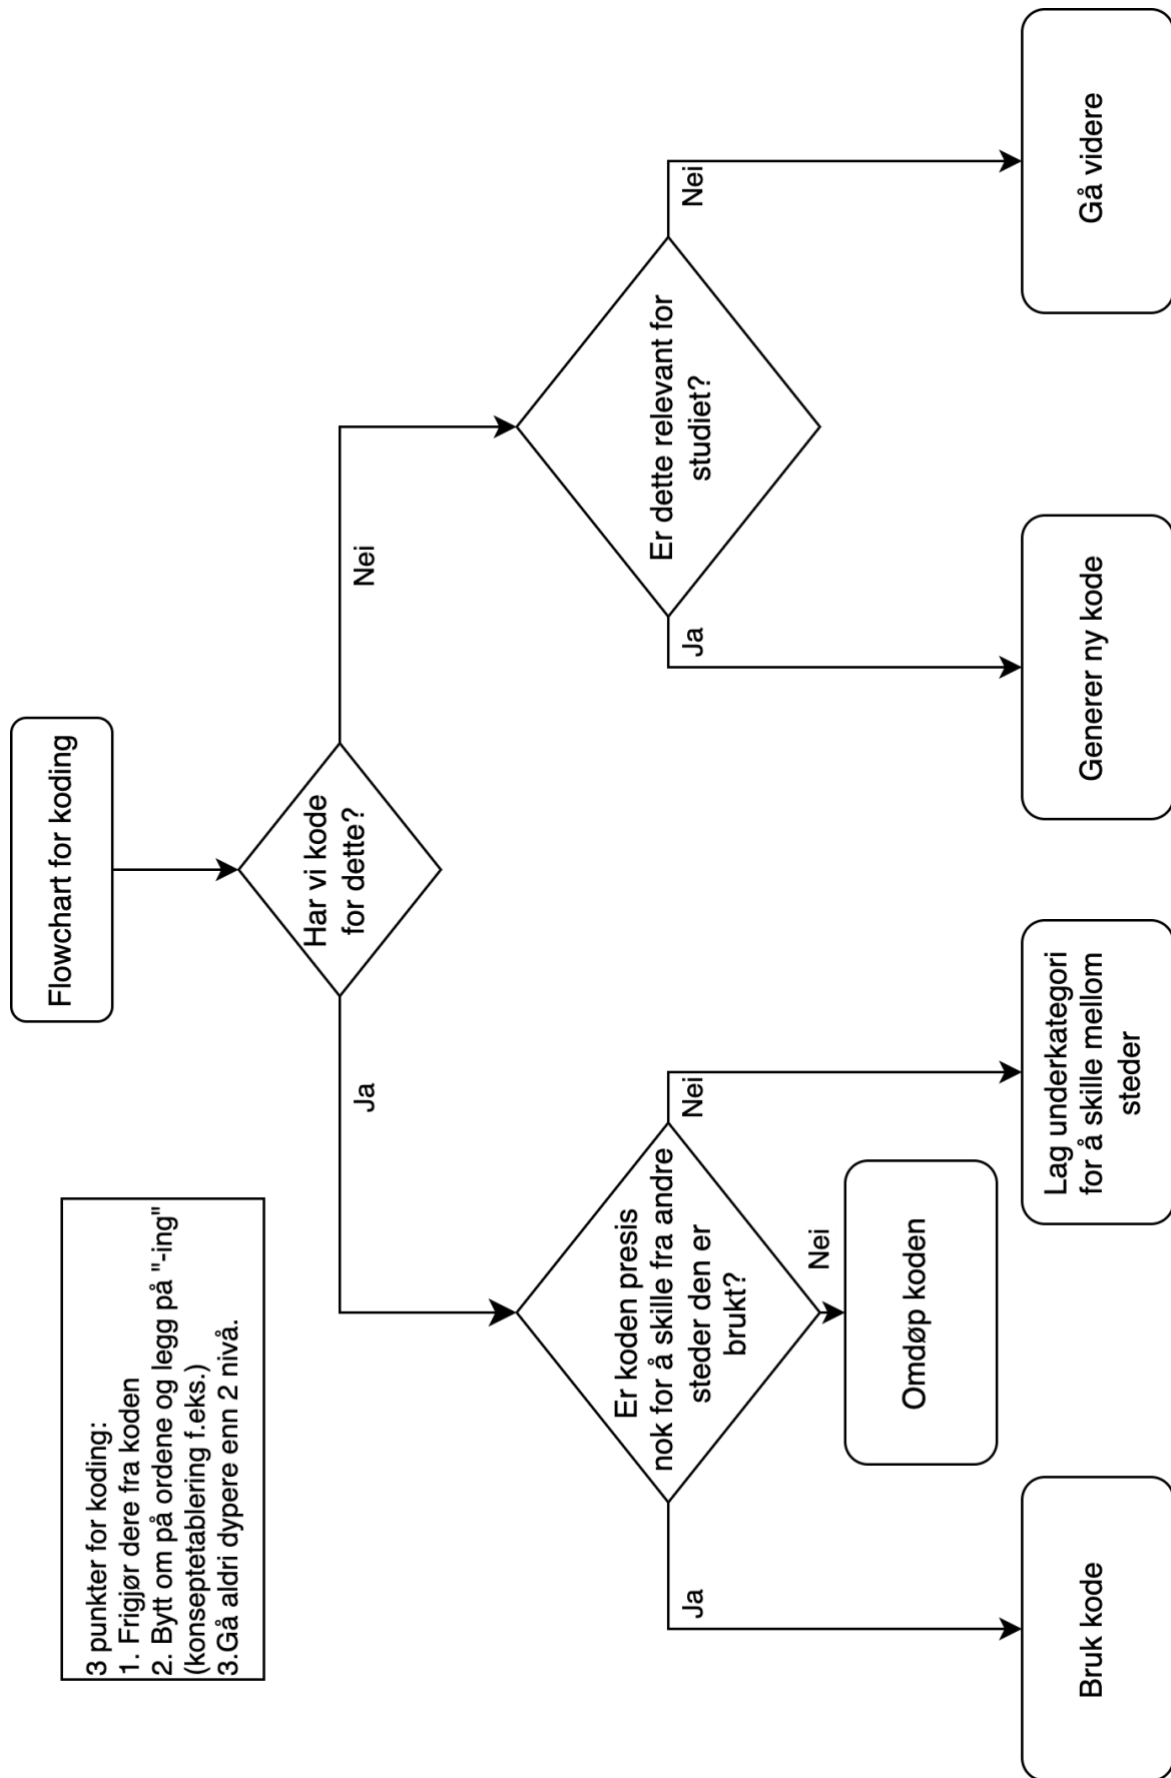 3 punkter for koding:
1. Frigjør dere fra koden
2. Bytt om på ordene og legg på "-ing"
(konseptetablering f.eks.)
3.Gå aldri dypere enn 2 nivå.
Flowchart for koding
Har vi kode
for dette?
Ja
Nei
Er koden presis
nok for å skille fra andre
steder den er
brukt?
Er dette relevant for
studiet?
Ja
Nei
Nei
Ja
Nei
Omdøp koden
Bruk kode
Lag underkategori
for å skille mellom
steder
Generer ny kode
Gå videre